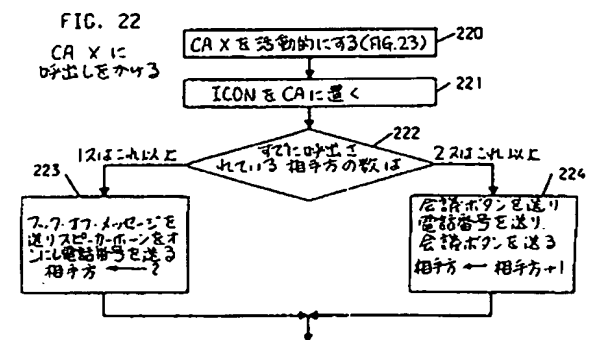 FIG. 22
CA X に
呼出しをかける
CA X を活動的にする(FIG.23)
220
ICON を CA に置く
221
すでに呼出さ
れている相手方の数は
222
1又はこれ以上
2又はこれ以上
223
フック・オフ・メッセージを
送りスピーカーホーンをオ
ンにし電話番号を送る
相手方 ← 2
224
会議ボタンを送り
電話番号を送り
会議ボタンを送る
相手方 ← 相手方+1